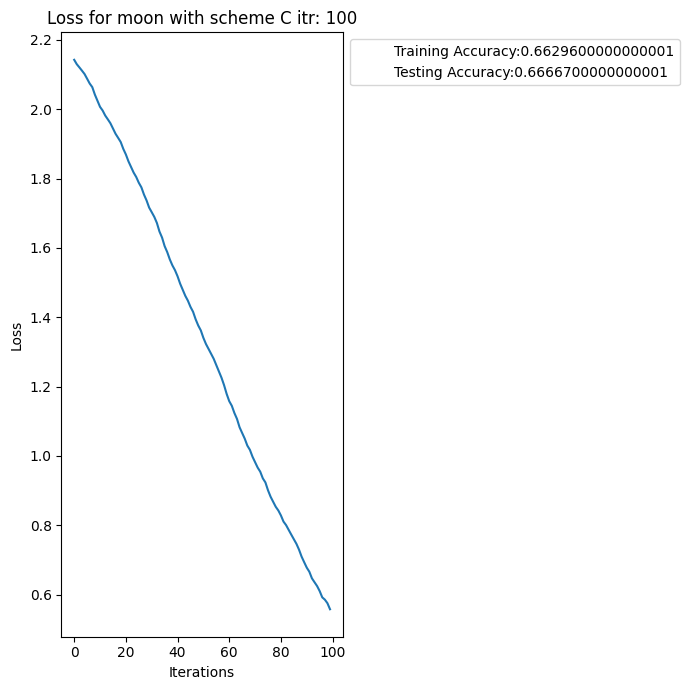 Loss for moon with scheme C itr: 100
Training Accuracy:0.6629600000000001
Testing Accuracy:0.6666700000000001
2.2
2.0
1.8
1.6
1.4
1.2
1.0
0.8
0.6
Loss
0 20 40 60 80 100
Iterations